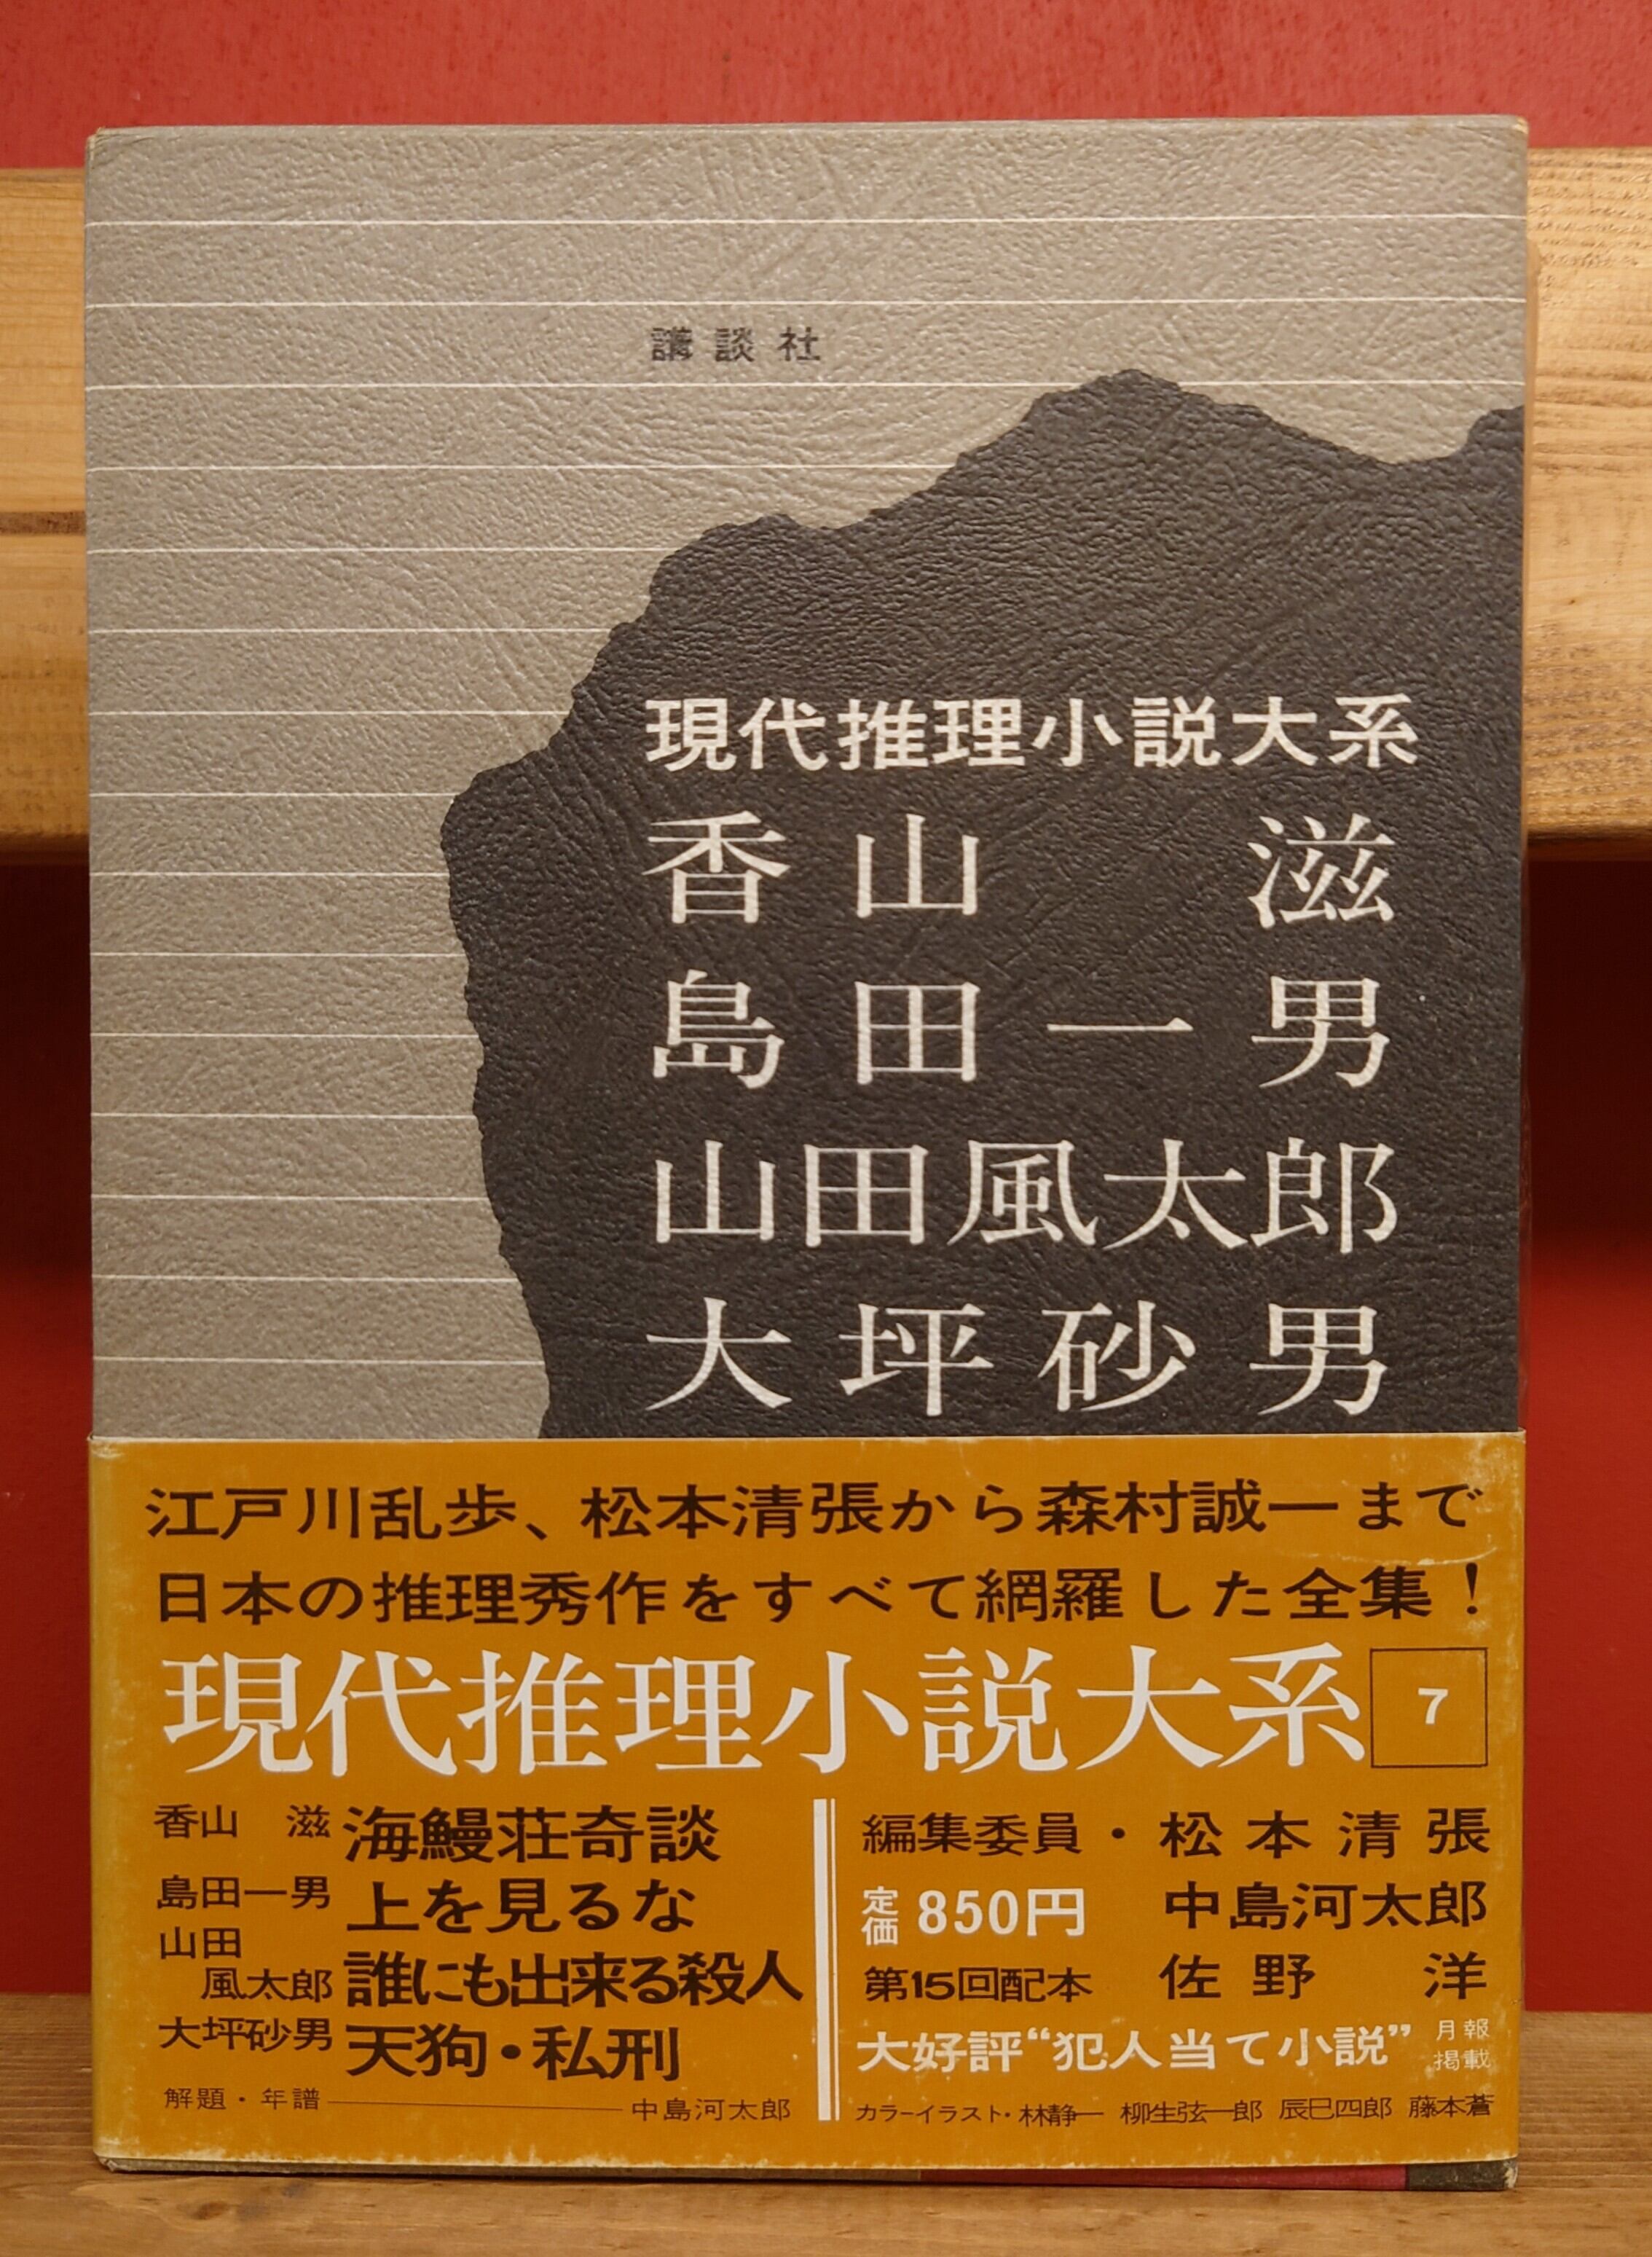 講談社
現代推理小説大系
香山 滋
島田一男
山田風太郎
大坪砂男
江戸川乱歩、松本清張から森村誠一まで
日本の推理秀作をすべて網羅した全集!
現代推理小説大系 7
香山 滋 海鰻荘奇談
島田一男 上を見るな
山田風太郎 誰にも出来る殺人
大坪砂男 天狗・私刑
解題・年譜 中島河太郎
編集委員・松本清張
中島河太郎
佐野 洋
定価 850円
第15回配本
大好評“犯人当て小説” 月報掲載
カラーイラスト・林静一 柳生弦一郎 辰巳四郎 藤本蒼